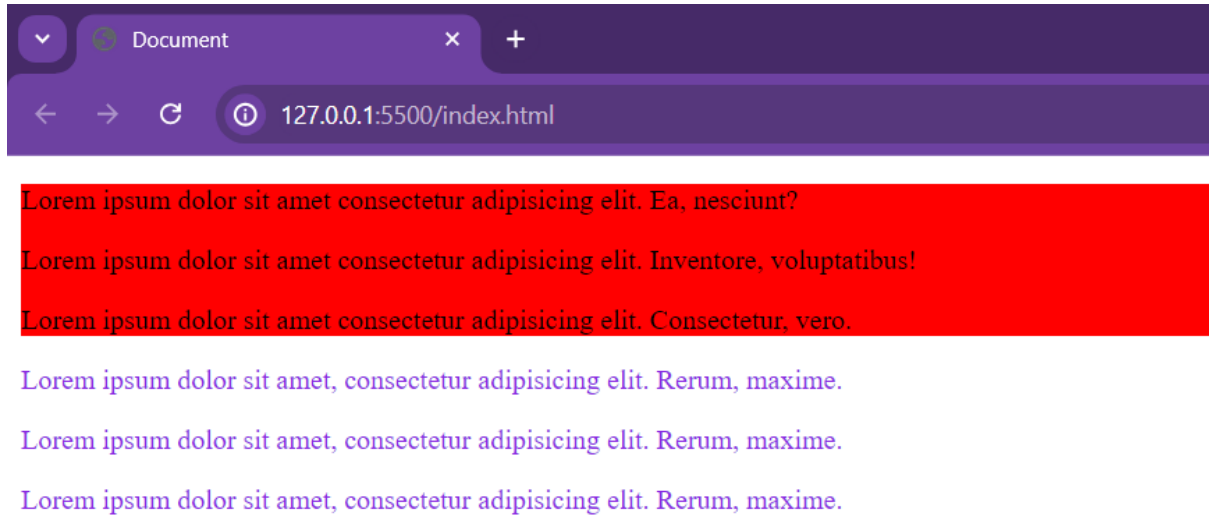 Document
127.0.0.1:5500/index.html
Lorem ipsum dolor sit amet consectetur adipisicing elit. Ea, nesciunt?
Lorem ipsum dolor sit amet consectetur adipisicing elit. Inventore, voluptatibus!
Lorem ipsum dolor sit amet consectetur adipisicing elit. Consectetur, vero.
Lorem ipsum dolor sit amet, consectetur adipisicing elit. Rerum, maxime.
Lorem ipsum dolor sit amet, consectetur adipisicing elit. Rerum, maxime.
Lorem ipsum dolor sit amet, consectetur adipisicing elit. Rerum, maxime.